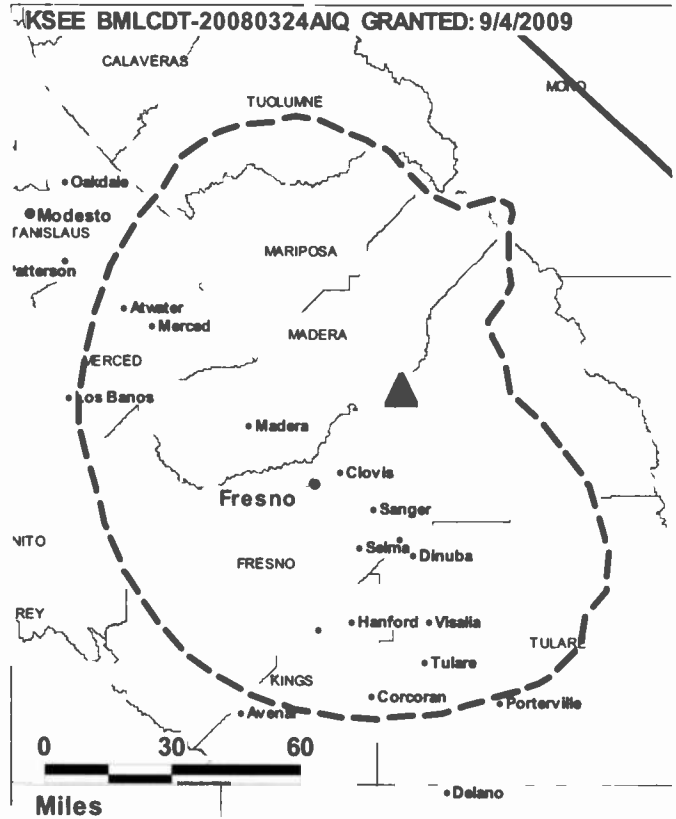 KSEE BMLCDT-20080324AIQ GRANTED: 9/4/2009
CALAVERAS
MONO
TUOLUMNE
Oakdale
Modesto
TANISLAUS
MARIPOSA
Patterson
Atwater
Merced
MADERA
MERCED
Los Banos
Madera
Clovis
Fresno
Sanger
NITO
Selma
Dinuba
FRESNO
REY
Hanford
Visalia
TULARE
Tulare
KINGS
Corcoran
Porterville
Avenal
0 30 60
Delano
Miles